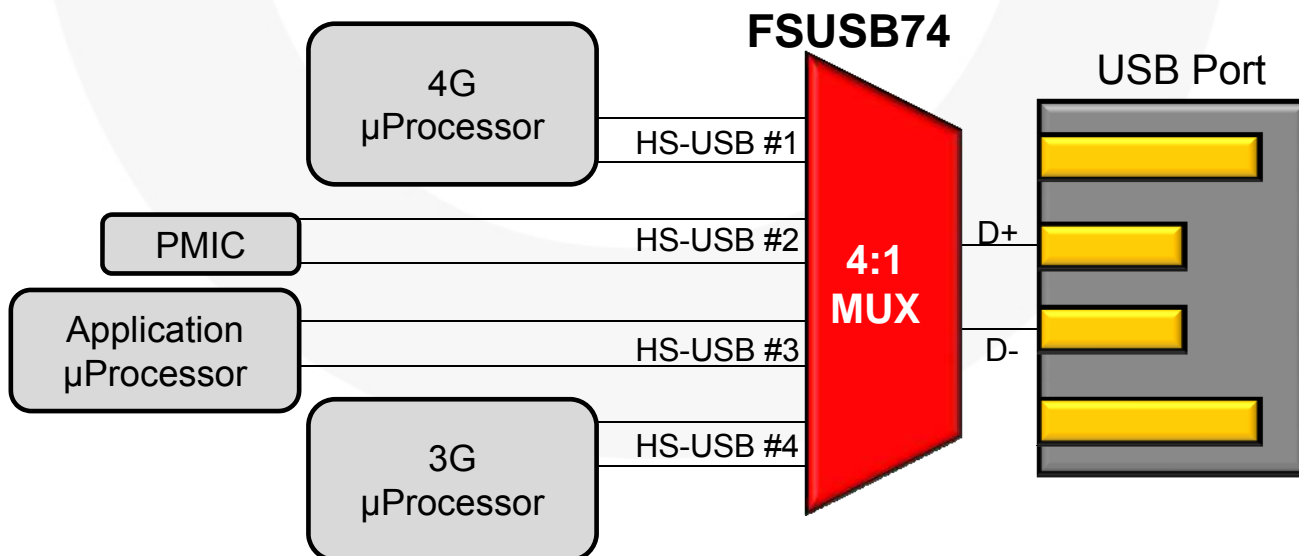 FSUSB74
USB Port
4G
µProcessor
HS-USB #1
PMIC
HS-USB #2
D+
4:1
MUX
Application
µProcessor
HS-USB #3
D-
3G
µProcessor
HS-USB #4